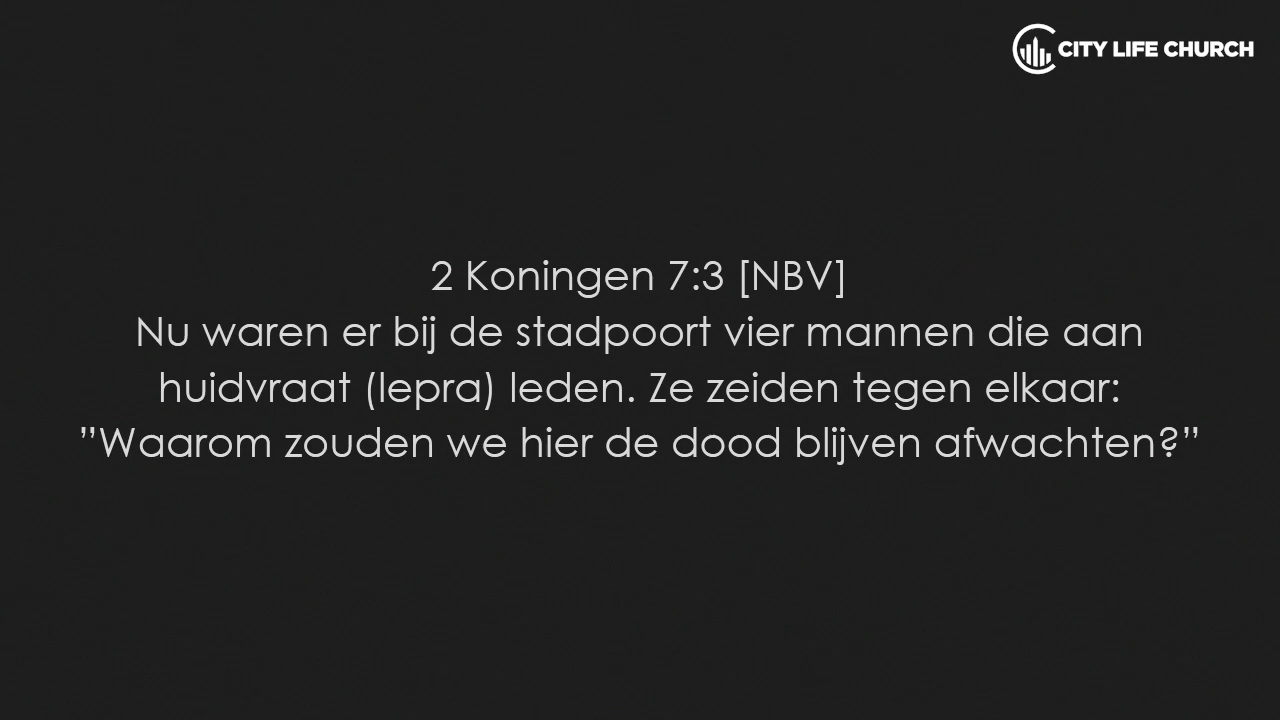 CITY LIFE CHURCH
2 Koningen 7:3 [NBV]
Nu waren er bij de stadpoort vier mannen die aan
huidvraat (lepra) leden. Ze zeiden tegen elkaar:
”Waarom zouden we hier de dood blijven afwachten?”